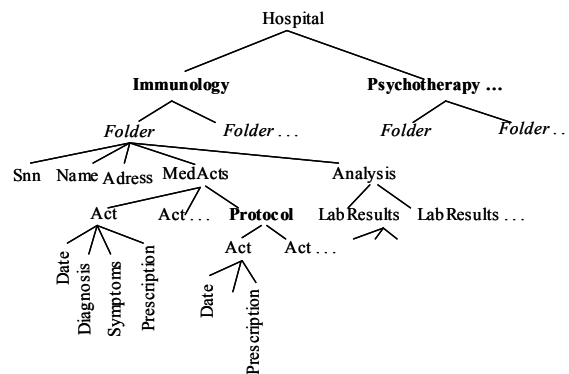 Hospital
Immunology Psychotherapy ...
Folder Folder . . . Folder Folder . .
Snn Name Adress MedActs Analysis
Act Act . . . Protocol LabResults LabResults . . .
Act Act . . .
Date
Diagnosis
Symptoms
Prescription
Date
Prescription